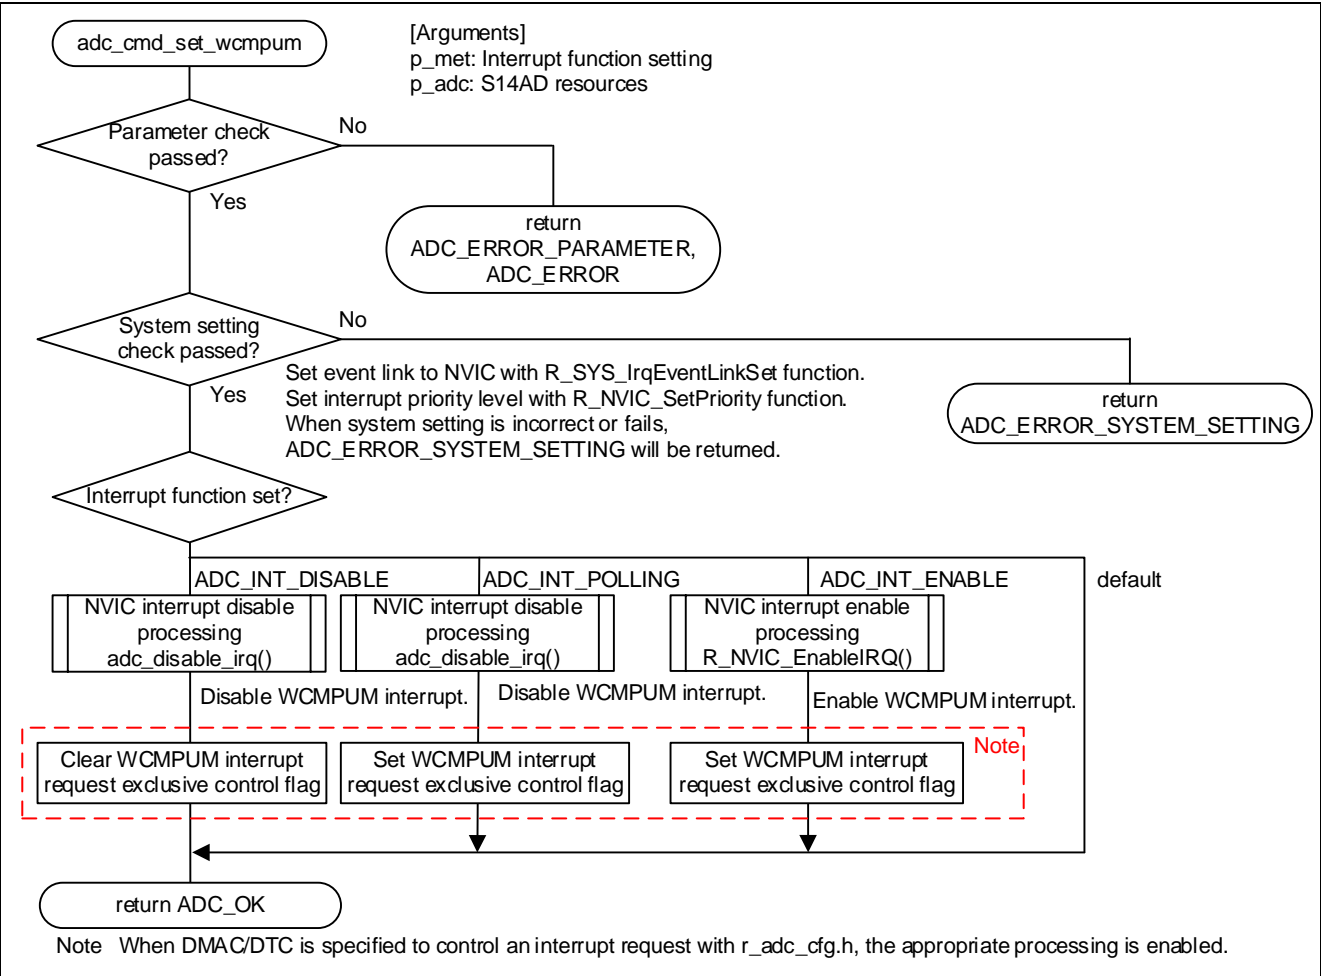 adc_cmd_set_wcmpum
[Arguments]
p_met: Interrupt function setting
p_adc: S14AD resources
Parameter check
passed?
No
Yes
return
ADC_ERROR_PARAMETER,
ADC_ERROR
System setting
check passed?
No
Yes
Set event link to NVIC with R_SYS_IrqEventLinkSet function.
Set interrupt priority level with R_NVIC_SetPriority function.
When system setting is incorrect or fails,
ADC_ERROR_SYSTEM_SETTING will be returned.
return
ADC_ERROR_SYSTEM_SETTING
Interrupt function set?
ADC_INT_DISABLE
ADC_INT_POLLING
ADC_INT_ENABLE
default
NVIC interrupt disable
processing
adc_disable_irq()
NVIC interrupt disable
processing
adc_disable_irq()
NVIC interrupt enable
processing
R_NVIC_EnableIRQ()
Disable WCMPUM interrupt.
Disable WCMPUM interrupt.
Enable WCMPUM interrupt.
Note
Clear WCMPUM interrupt
request exclusive control flag
Set WCMPUM interrupt
request exclusive control flag
Set WCMPUM interrupt
request exclusive control flag
return ADC_OK
Note When DMAC/DTC is specified to control an interrupt request with r_adc_cfg.h, the appropriate processing is enabled.